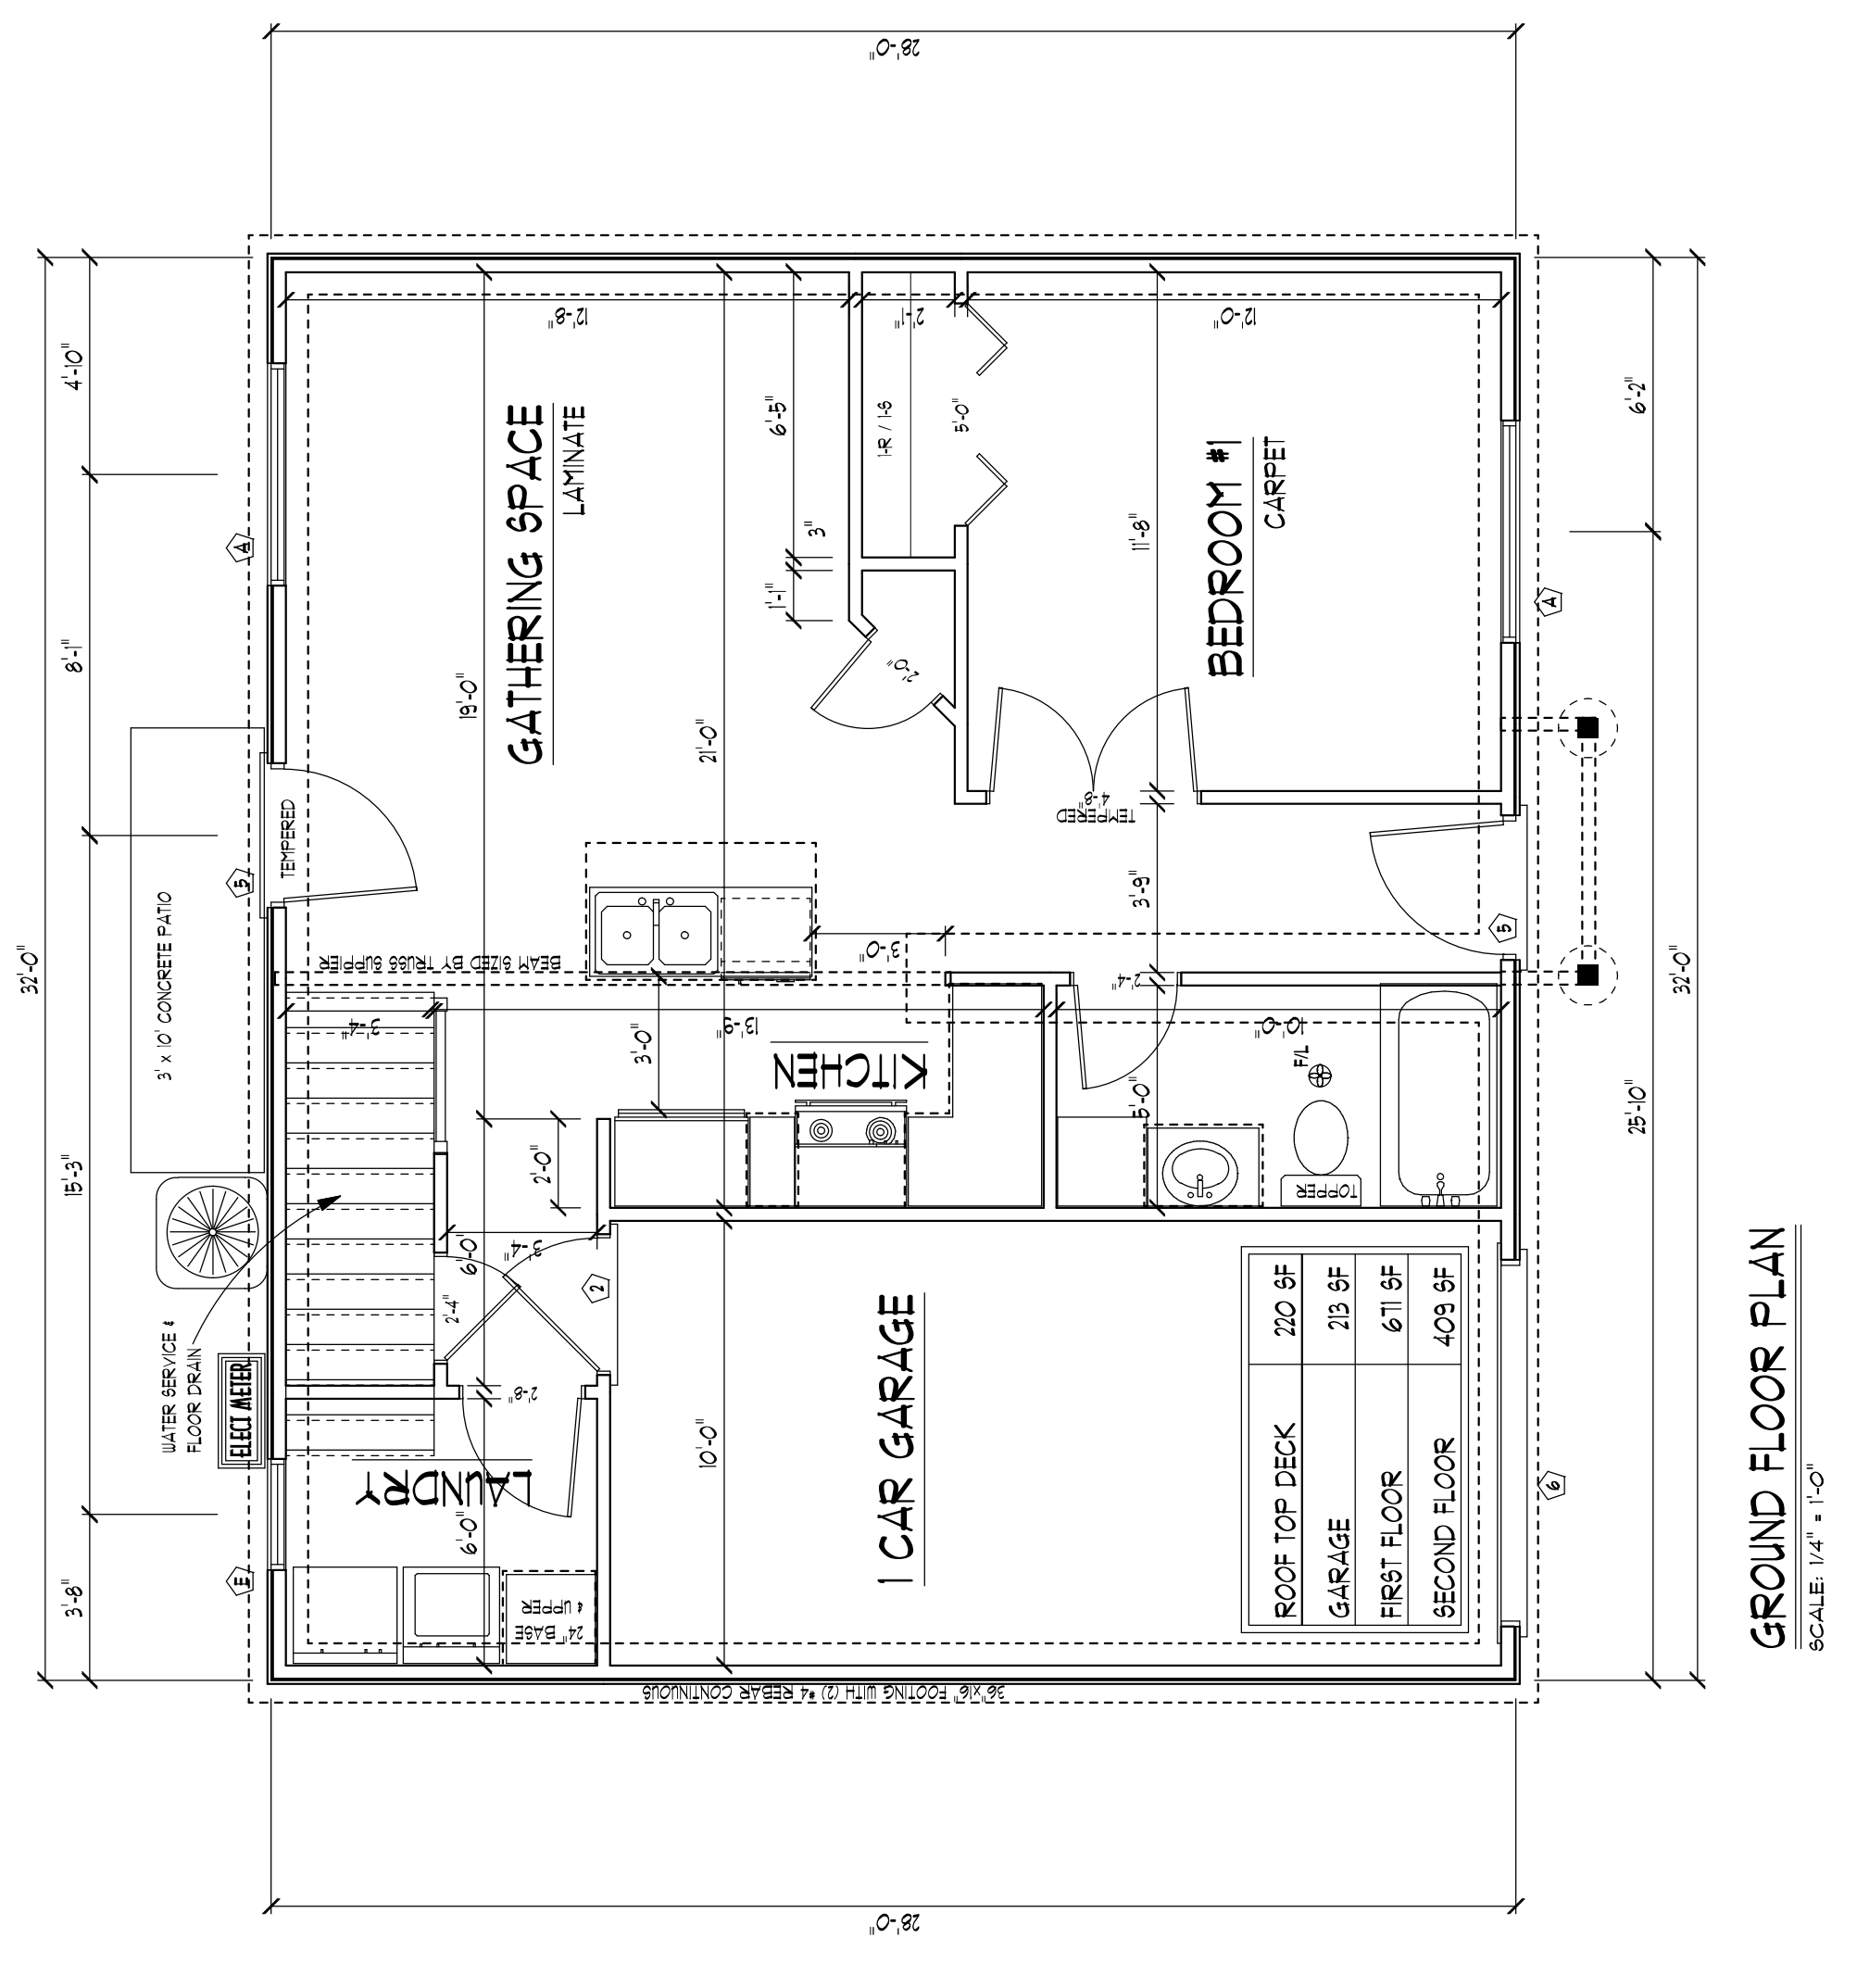 28'-0"
32'-0"
4'-10"
8'-1"
15'-3"
3'-8"
A
5
E
3' x 10' CONCRETE PATIO
TEMPERED
WATER SERVICE &
FLOOR DRAIN
ELECT METER
GATHERING SPACE
LAMINATE
12'-8"
2'-1"
12'-0"
19'-0"
21'-0"
6'-5"
3"
1'-1"
1-R / 1-S
5'-0"
2'-0"
11'-8"
BEDROOM #1
CARPET
4'-8"
TEMPERED
3'-9"
A
5
6'-2"
25'-10"
32'-0"
BEAM SIZED BY TRUSS SUPPIER
3'-0"
3'-4"
13'-9"
2'-4"
10'-0"
3'-0"
KITCHEN
5'-0"
F/L
TOPPER
2'-0"
6'-0"
3'-4"
2'-4"
2
2'-8"
LAUNDRY
6'-0"
24" BASE
& UPPER
10'-0"
1 CAR GARAGE
ROOF TOP DECK 220 SF
GARAGE 213 SF
FIRST FLOOR 671 SF
SECOND FLOOR 409 SF
6
36"x16" FOOTING WITH (2) #4 REBAR CONTINUOUS
28'-0"
GROUND FLOOR PLAN
SCALE: 1/4" = 1'-0"